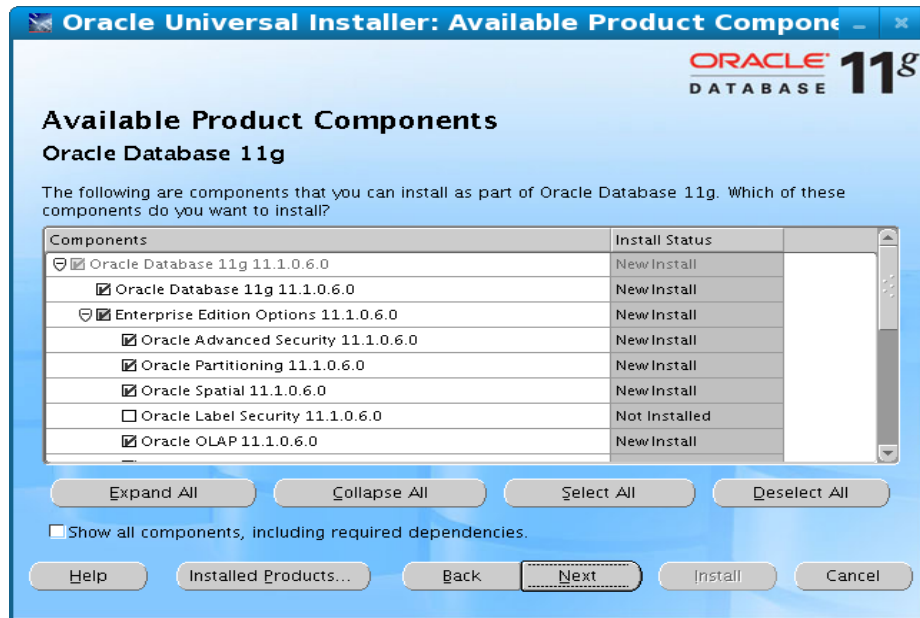 Oracle Universal Installer: Available Product Compone
ORACLE 11g
DATABASE
Available Product Components
Oracle Database 11g
The following are components that you can install as part of Oracle Database 11g. Which of these
components do you want to install?
Components Install Status
Oracle Database 11g 11.1.0.6.0 New Install
Oracle Database 11g 11.1.0.6.0 New Install
Enterprise Edition Options 11.1.0.6.0 New Install
Oracle Advanced Security 11.1.0.6.0 New Install
Oracle Partitioning 11.1.0.6.0 New Install
Oracle Spatial 11.1.0.6.0 New Install
Oracle Label Security 11.1.0.6.0 Not Installed
Oracle OLAP 11.1.0.6.0 New Install
Expand All Collapse All Select All Deselect All
Show all components, including required dependencies.
Help Installed Products... Back Next Install Cancel